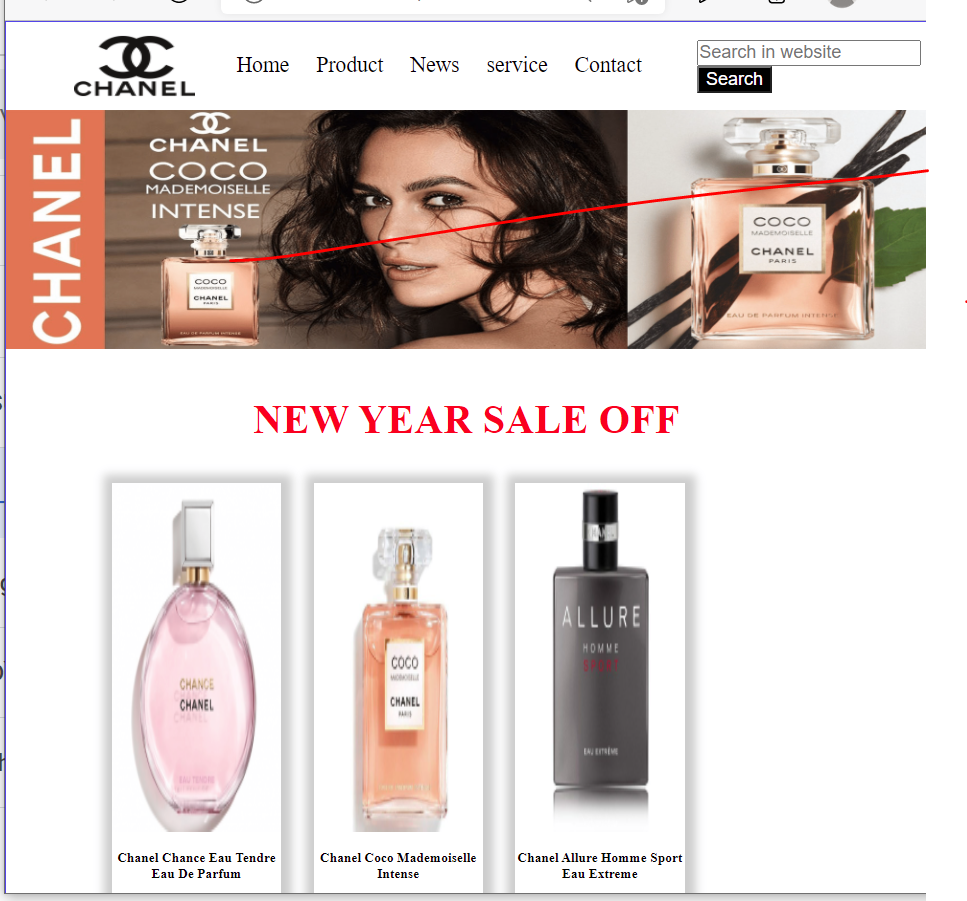 CHANEL
Home Product News service Contact
Search in website
Search
CHANEL
CHANEL
COCO
MADEMOISELLE
INTENSE
COCO
MADEMOISELLE
CHANEL
PARIS
EAU DE PARFUM INTENSE
COCO
MADEMOISELLE
CHANEL
PARIS
EAU DE PARFUM INTENSE
NEW YEAR SALE OFF
CHANCE
CHANEL
EAU TENDRE
COCO
MADEMOISELLE
CHANEL
PARIS
ALLURE
HOMME
SPORT
EAU EXTRÊME
Chanel Chance Eau Tendre
Eau De Parfum
Chanel Coco Mademoiselle
Intense
Chanel Allure Homme Sport
Eau Extreme